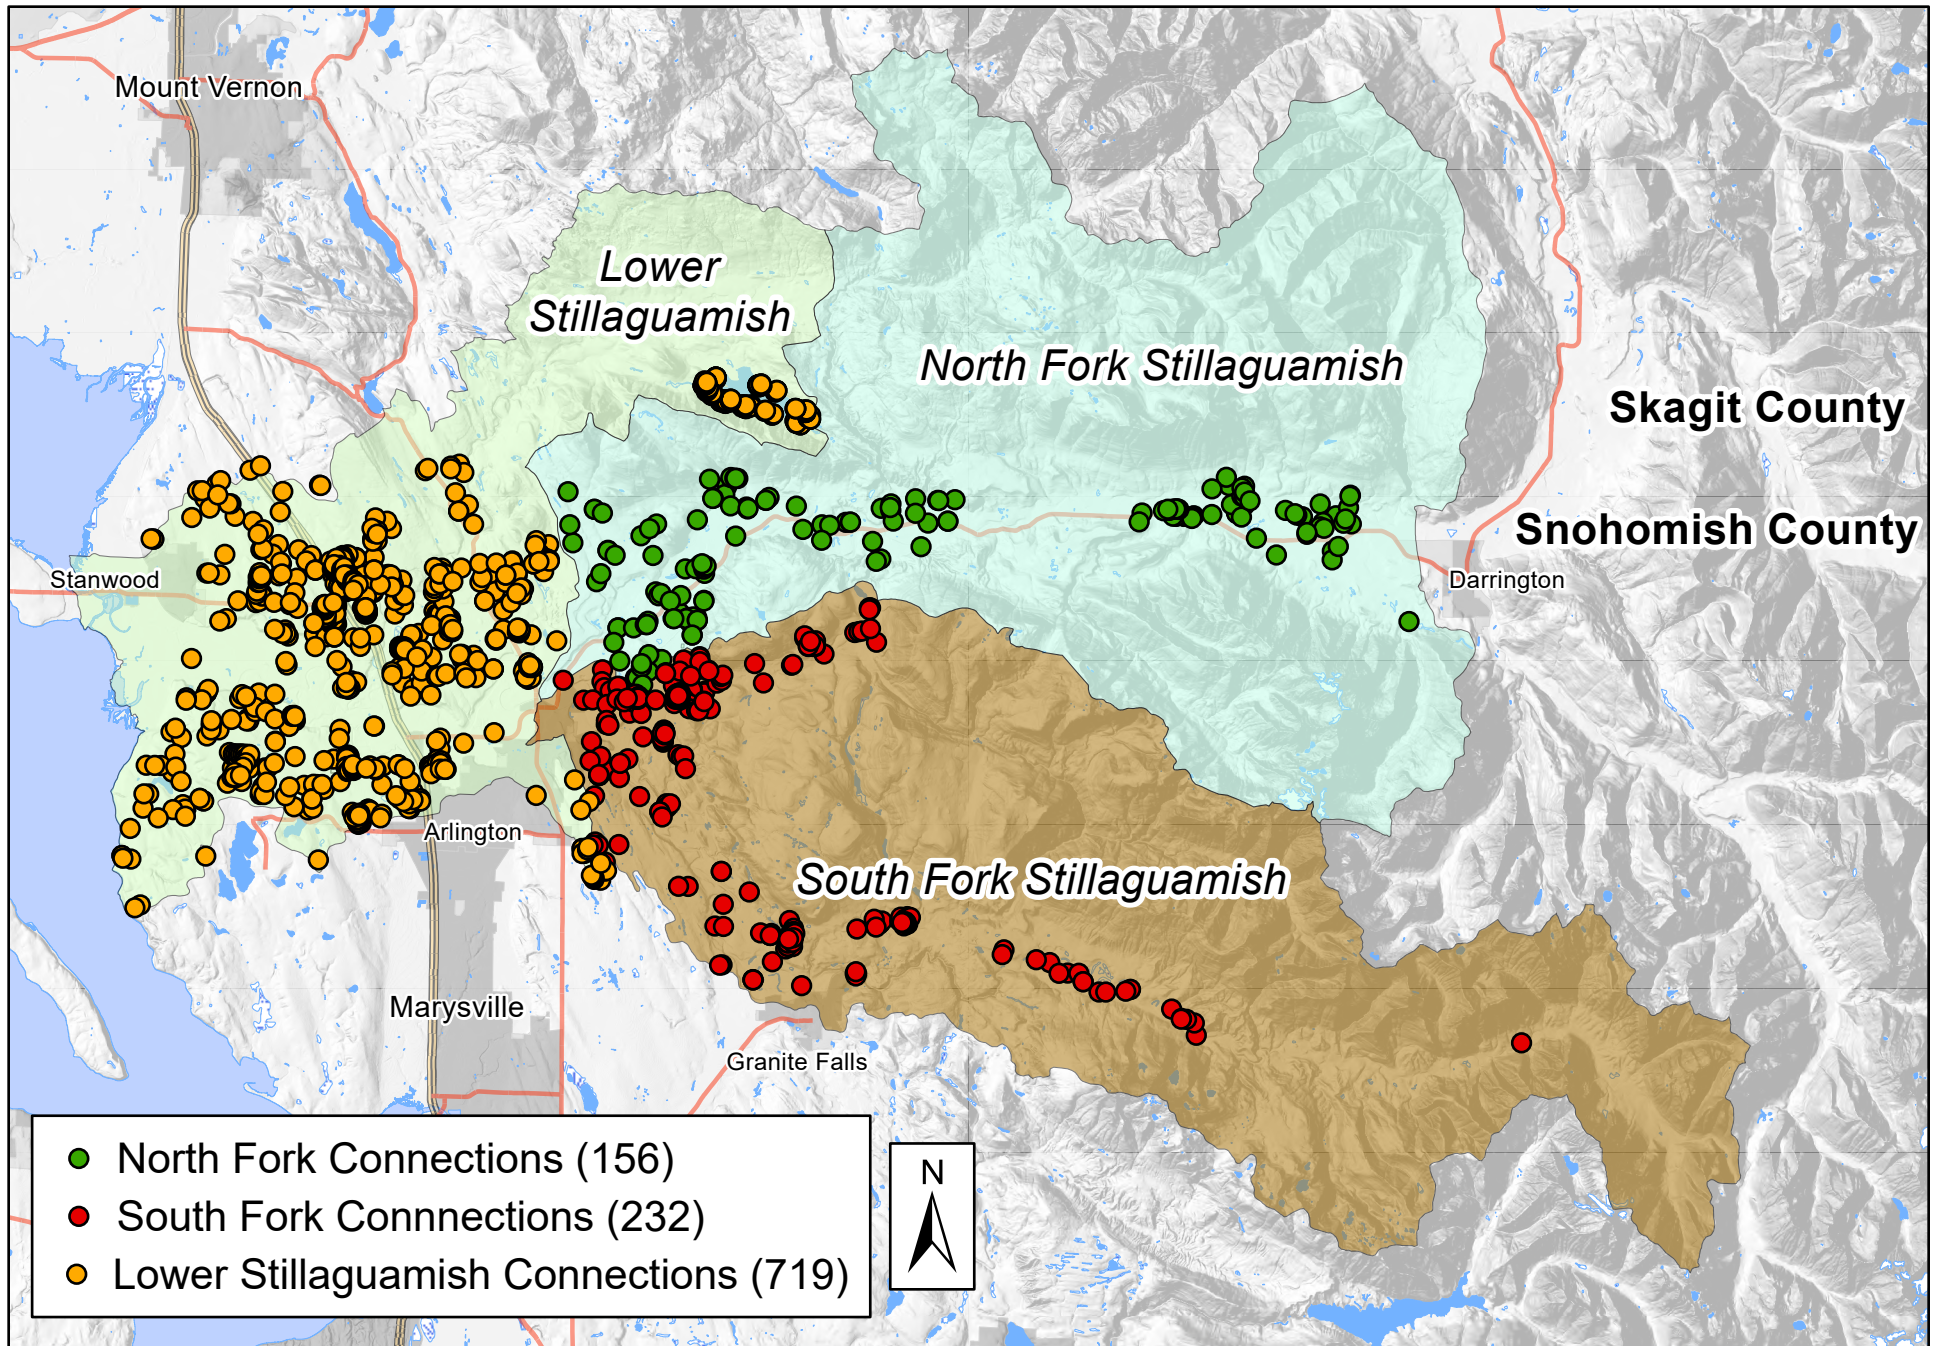 Mount Vernon
Lower
Stillaguamish
North Fork Stillaguamish
Skagit County
Snohomish County
Stanwood
Darrington
Arlington
South Fork Stillaguamish
Marysville
Granite Falls
North Fork Connections (156)
South Fork Connnections (232)
Lower Stillaguamish Connections (719)
N